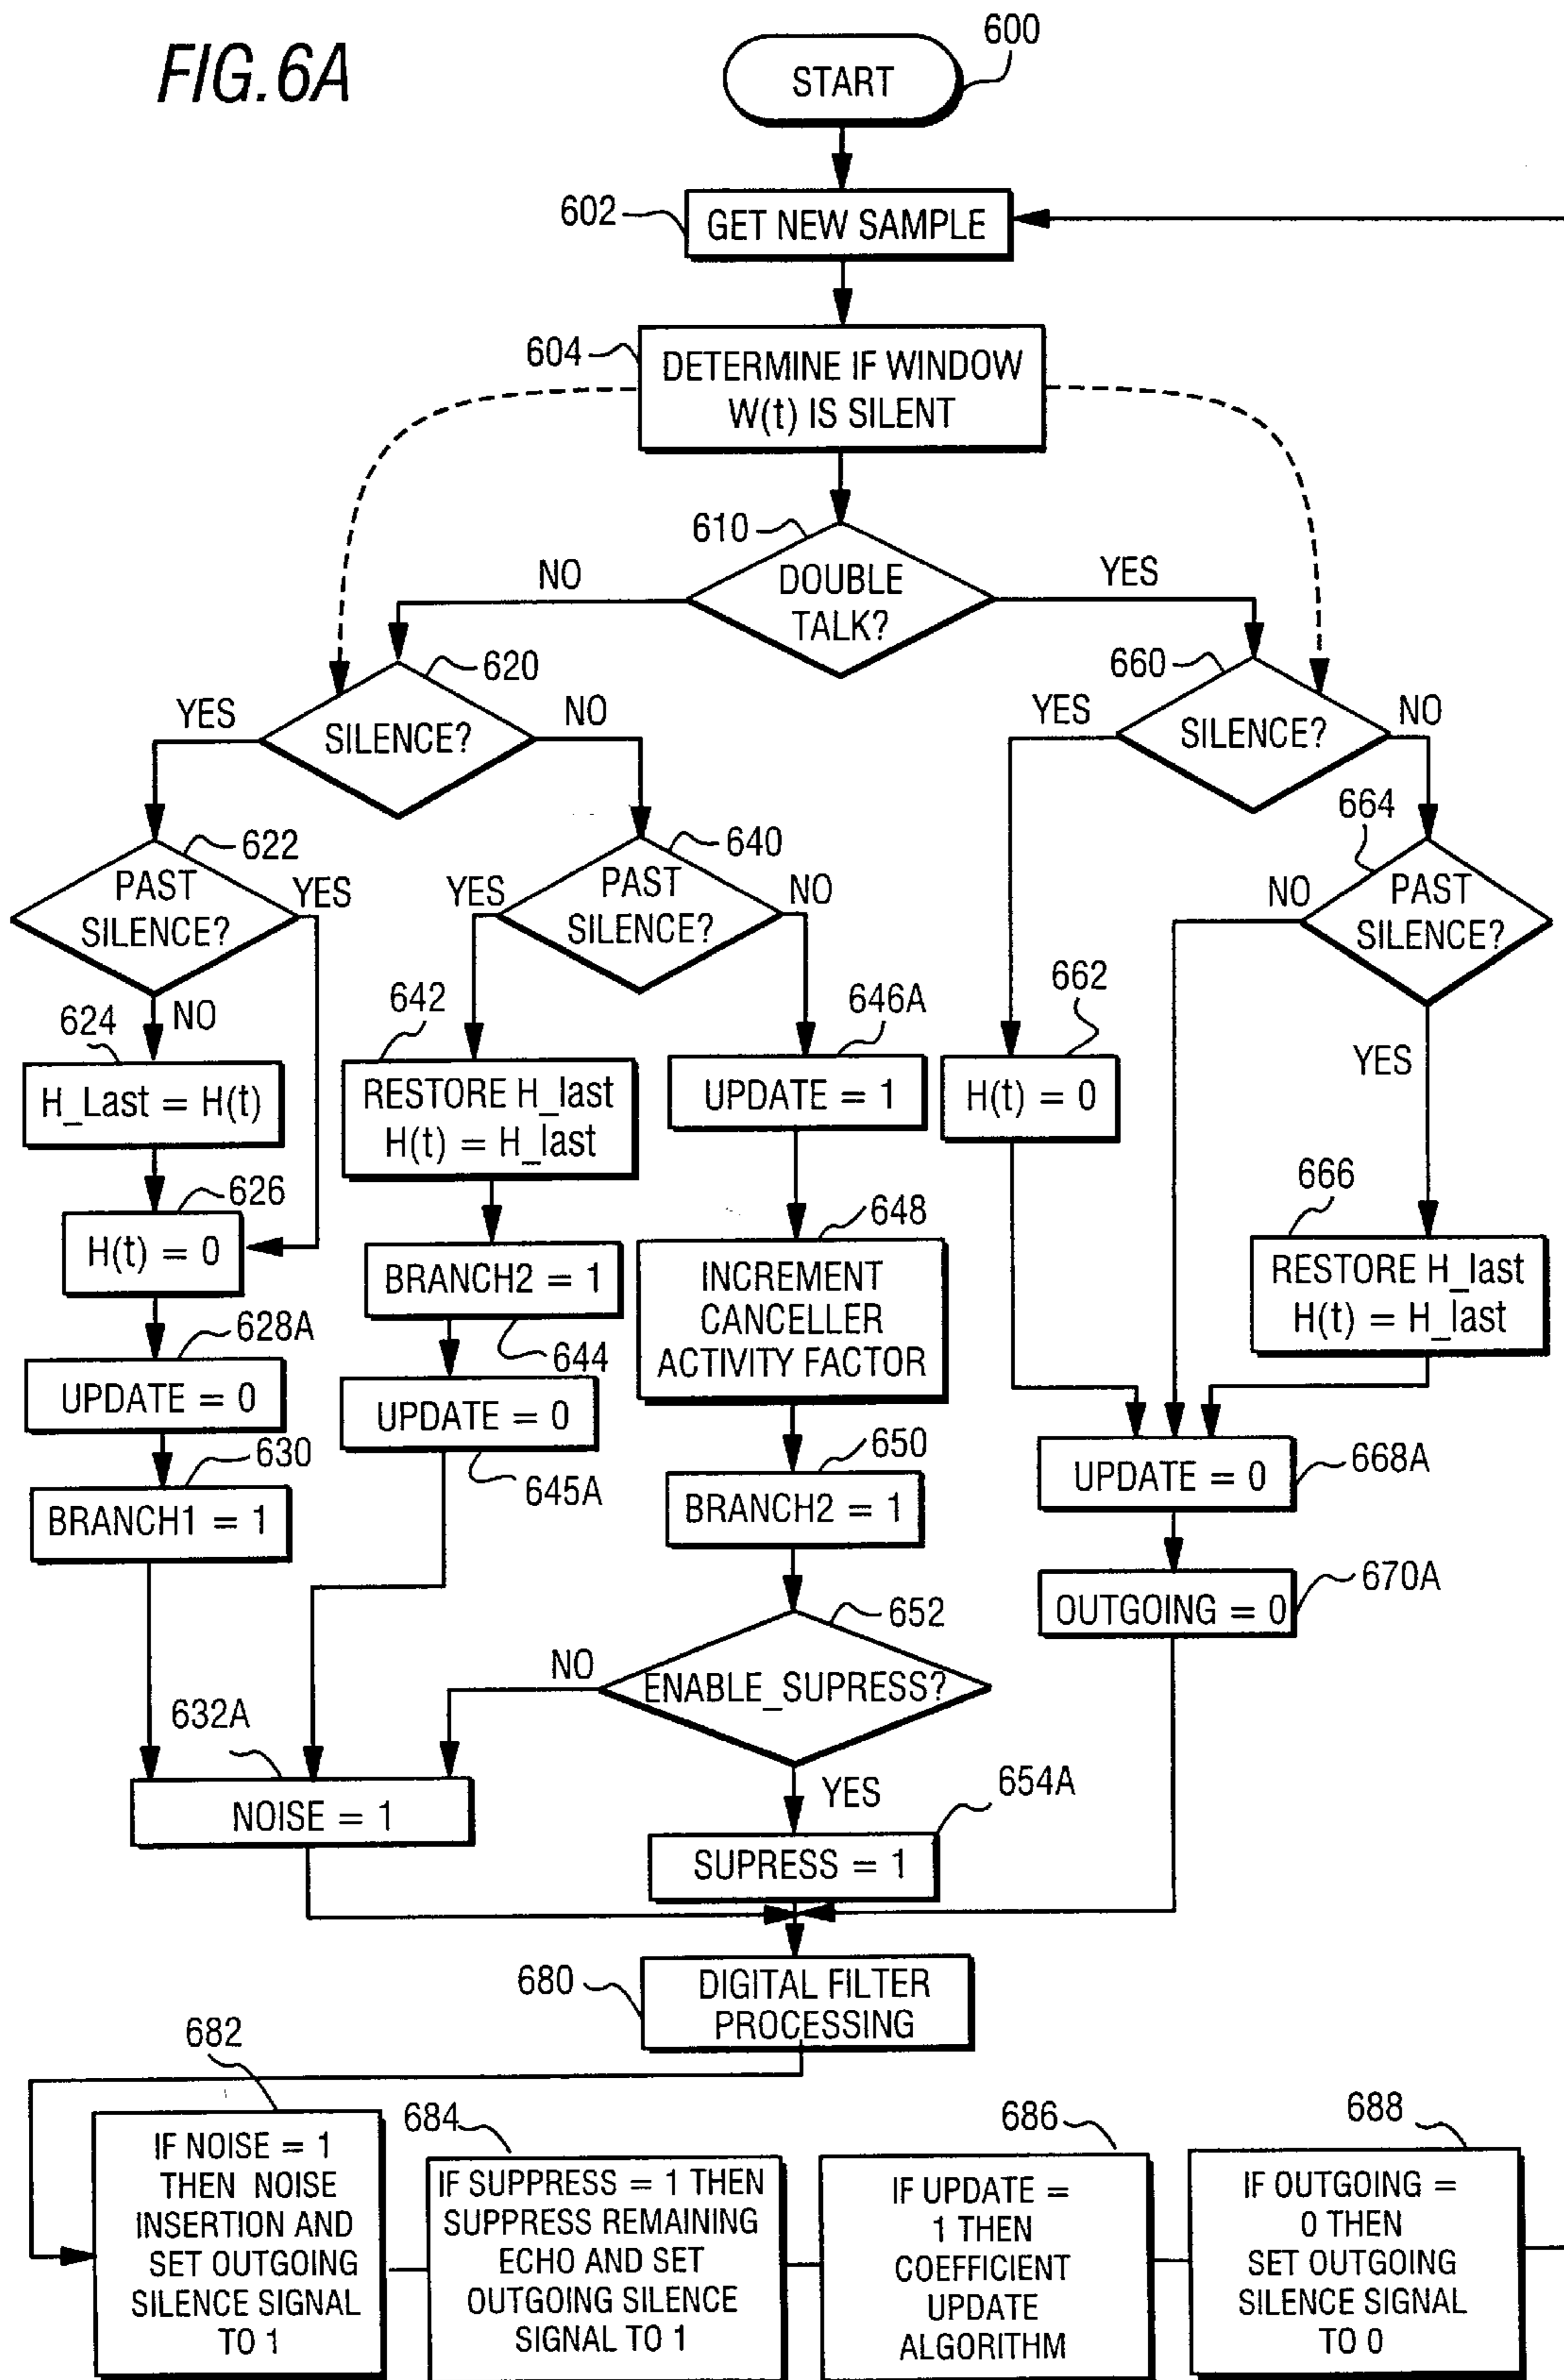 FIG.6A
600
START
602
GET NEW SAMPLE
604
DETERMINE IF WINDOW
W(t) IS SILENT
610
NO
DOUBLE
TALK?
YES
620
660
YES
SILENCE?
NO
YES
SILENCE?
NO
622
640
664
PAST
SILENCE?
YES
YES
PAST
SILENCE?
NO
NO
PAST
SILENCE?
624
NO
642
646A
662
YES
H_Last = H(t)
RESTORE H_last
H(t) = H_last
UPDATE = 1
H(t) = 0
626
648
666
H(t) = 0
BRANCH2 = 1
INCREMENT
CANCELLER
ACTIVITY FACTOR
RESTORE H_last
H(t) = H_last
628A
644
UPDATE = 0
UPDATE = 0
630
645A
650
668A
UPDATE = 0
BRANCH1 = 1
BRANCH2 = 1
670A
OUTGOING = 0
652
NO
ENABLE_SUPRESS?
632A
NOISE = 1
YES
654A
SUPRESS = 1
680
DIGITAL FILTER
PROCESSING
682
684
686
688
IF NOISE = 1
THEN NOISE
INSERTION AND
SET OUTGOING
SILENCE SIGNAL
TO 1
IF SUPPRESS = 1 THEN
SUPPRESS REMAINING
ECHO AND SET
OUTGOING SILENCE
SIGNAL TO 1
IF UPDATE =
1 THEN
COEFFICIENT
UPDATE
ALGORITHM
IF OUTGOING =
0 THEN
SET OUTGOING
SILENCE SIGNAL
TO 0